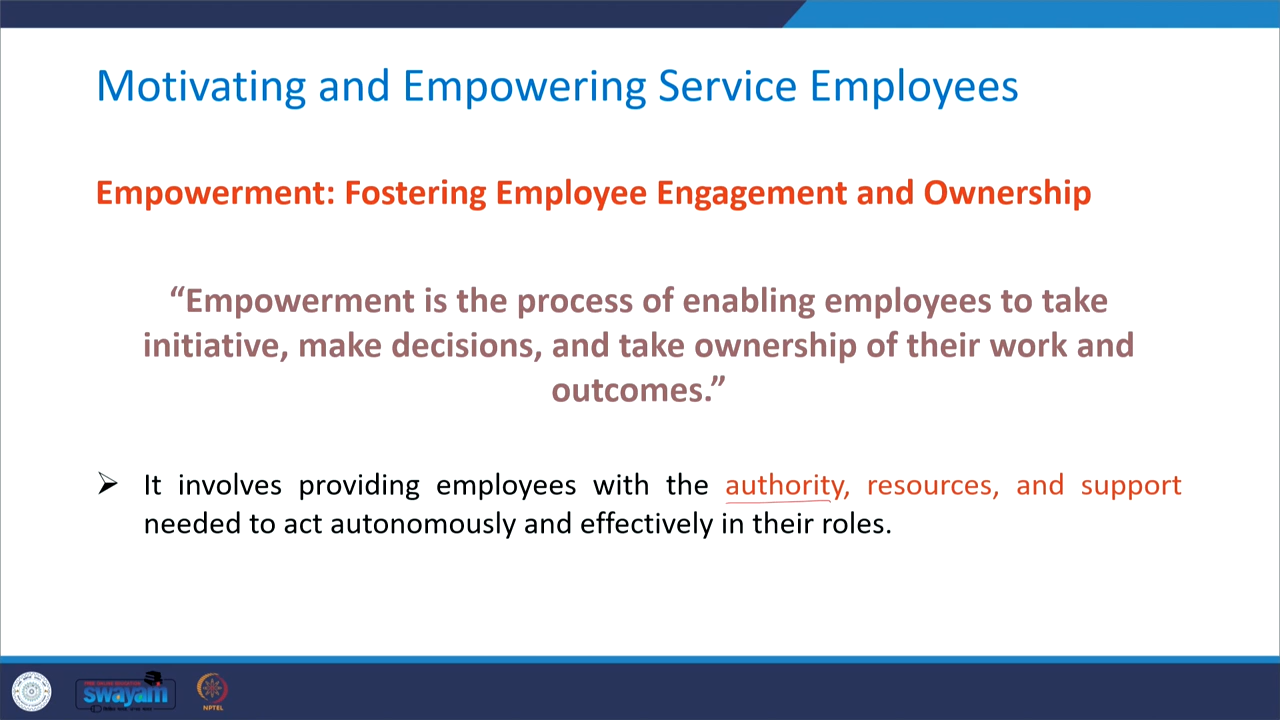 Motivating and Empowering Service Employees
Empowerment: Fostering Employee Engagement and Ownership
“Empowerment is the process of enabling employees to take
initiative, make decisions, and take ownership of their work and
outcomes.”
It involves providing employees with the authority, resources, and support
needed to act autonomously and effectively in their roles.
swayam
NPTEL